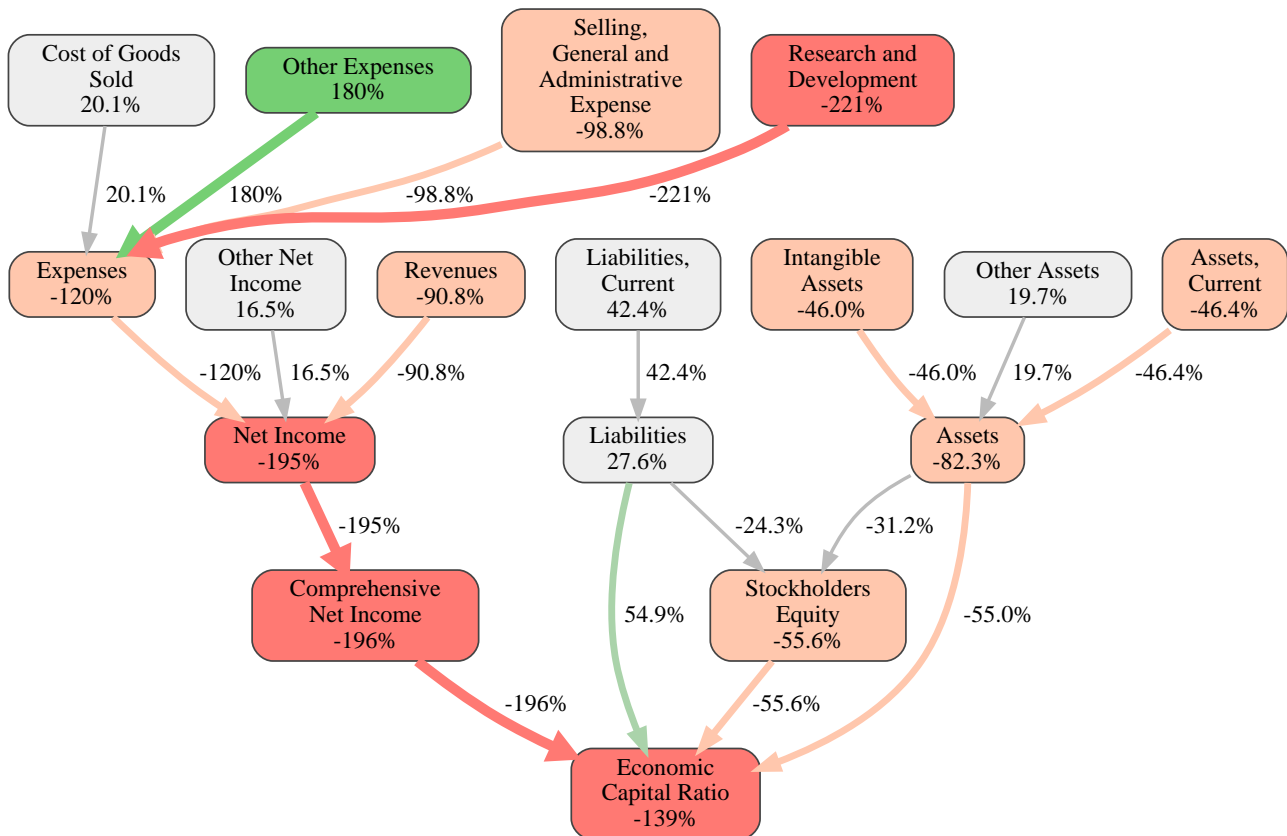 Cost of Goods
Sold
20.1%
Other Expenses
180%
Selling,
General and
Administrative
Expense
-98.8%
Research and
Development
-221%
20.1%
180%
-98.8%
-221%
Expenses
-120%
Other Net
Income
16.5%
Revenues
-90.8%
Liabilities,
Current
42.4%
Intangible
Assets
-46.0%
Other Assets
19.7%
Assets,
Current
-46.4%
-120%
16.5%
-90.8%
42.4%
-46.0%
19.7%
-46.4%
Net Income
-195%
Liabilities
27.6%
Assets
-82.3%
-195%
-24.3%
-31.2%
Comprehensive
Net Income
-196%
54.9%
Stockholders
Equity
-55.6%
-55.0%
-196%
-55.6%
Economic
Capital Ratio
-139%